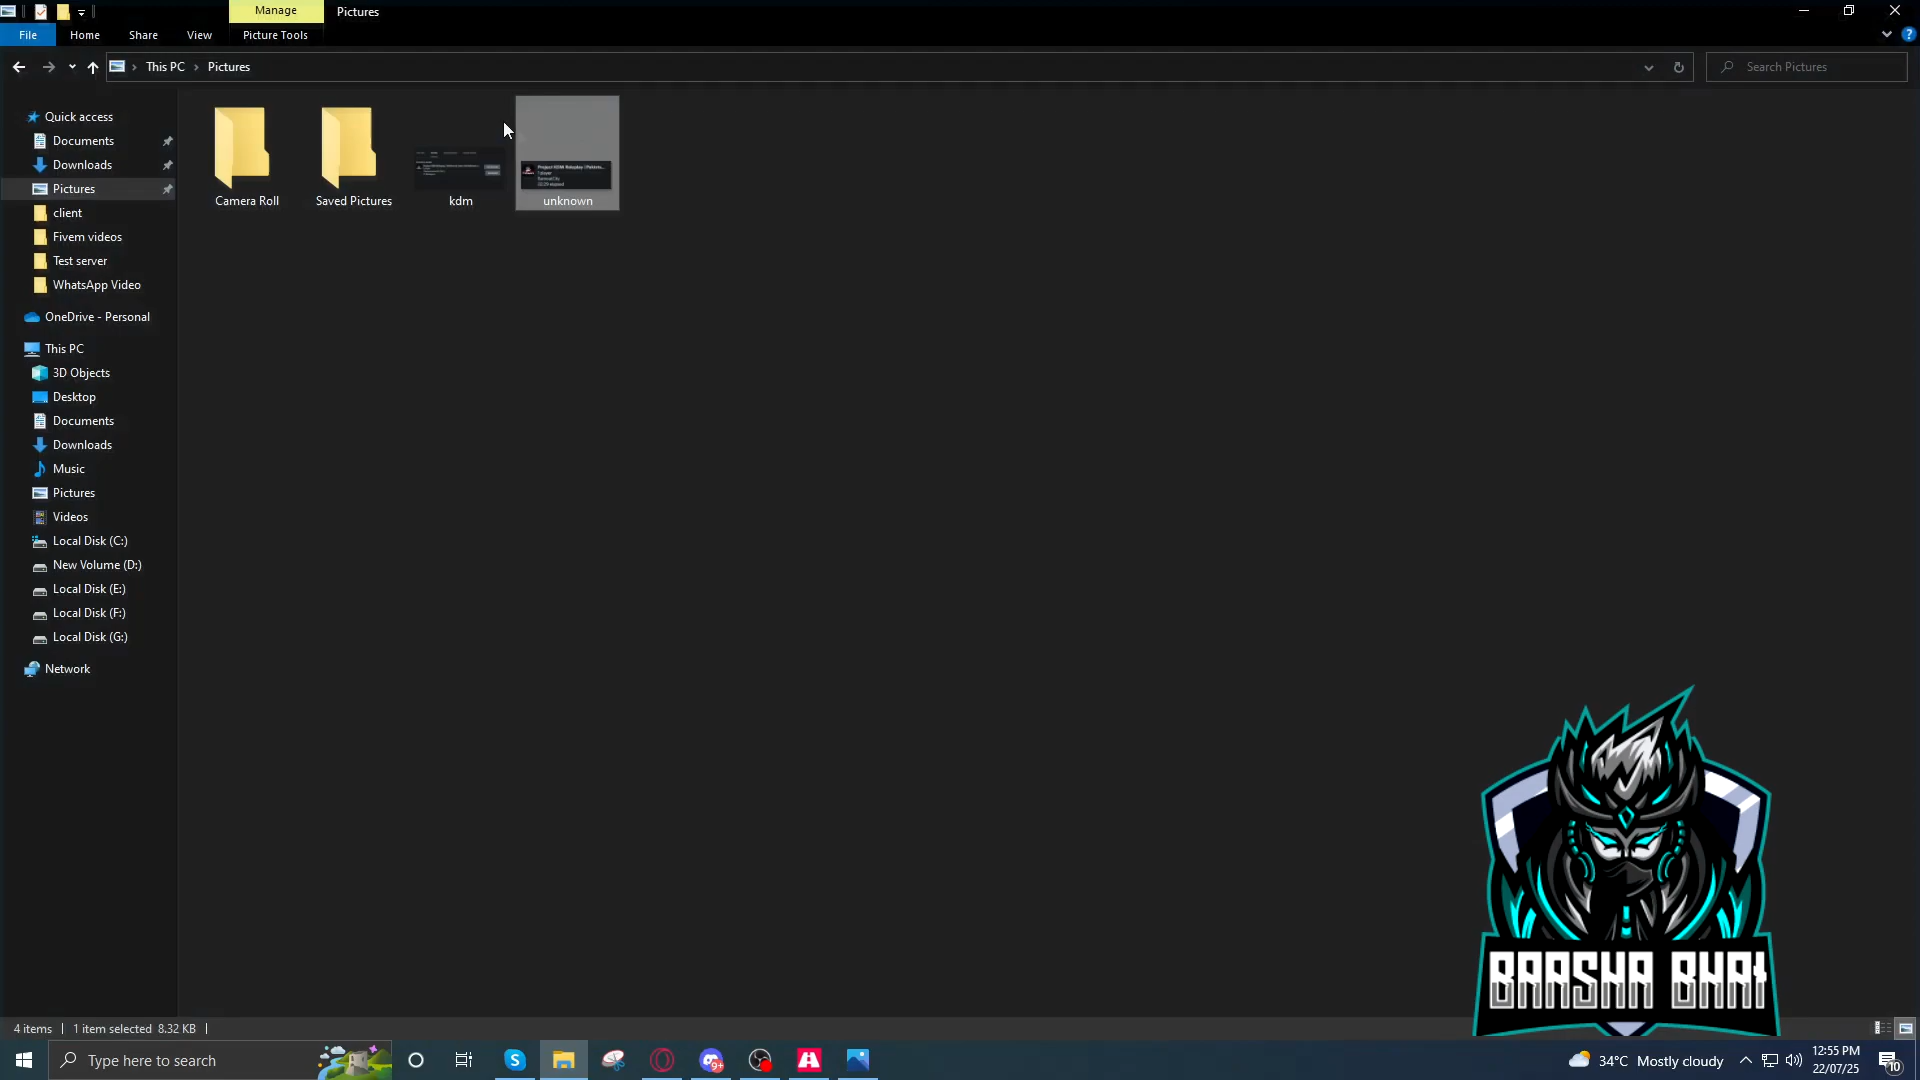 Manage
Pictures
File
Home
Share
View
Picture Tools
This PC
Pictures
Search Pictures
Quick access
Documents
Downloads
Pictures
client
Fivem videos
Test server
WhatsApp Video
OneDrive - Personal
This PC
3D Objects
Desktop
Documents
Downloads
Music
Pictures
Videos
Local Disk (C:)
New Volume (D:)
Local Disk (E:)
Local Disk (F:)
Local Disk (G:)
Network
Camera Roll
Saved Pictures
kdm
unknown
BAASHA BHAI
4 items
1 item selected 8.32 KB
Type here to search
9+
34°C Mostly cloudy
12:55 PM
22/07/25
10